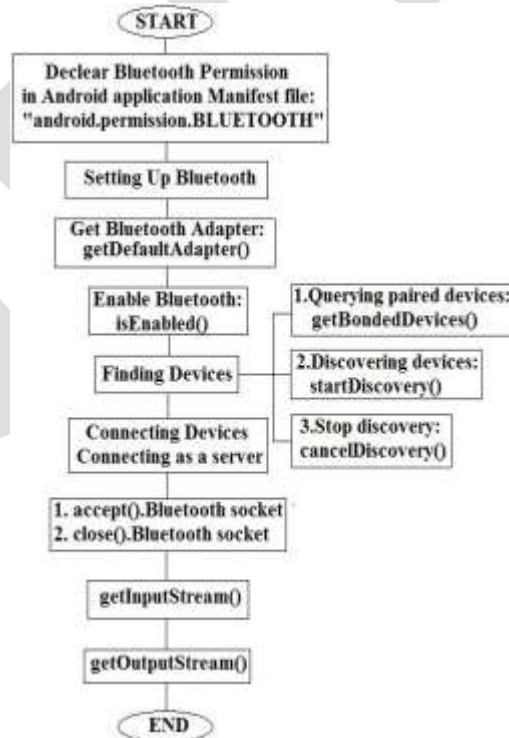 START
Declear Bluetooth Permission
in Android application Manifest file:
"android.permission.BLUETOOTH"
Setting Up Bluetooth
Get Bluetooth Adapter:
getDefaultAdapter()
Enable Bluetooth:
isEnabled()
Finding Devices
1.Querying paired devices:
getBondedDevices()
2.Discovering devices:
startDiscovery()
3.Stop discovery:
cancelDiscovery()
Connecting Devices
Connecting as a server
1. accept().Bluetooth socket
2. close().Bluetooth socket
getInputStream()
getOutputStream()
END